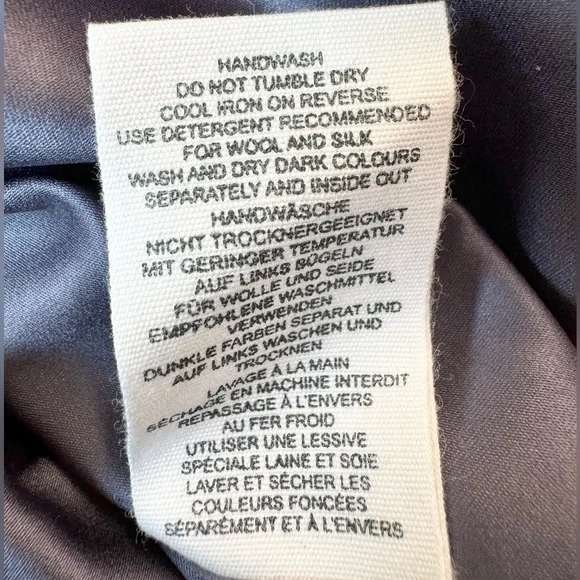 HANDWASH
DO NOT TUMBLE DRY
COOL IRON ON REVERSE
USE DETERGENT RECOMMENDED
FOR WOOL AND SILK
WASH AND DRY DARK COLOURS
SEPARATELY AND INSIDE OUT
HANDWÄSCHE
NICHT TROCKNERGEEIGNET
MIT GERINGER TEMPERATUR
AUF LINKS BÜGELN
FÜR WOLLE UND SEIDE
EMPFOHLENE WASCHMITTEL
VERWENDEN
DUNKLE FARBEN SEPARAT UND
AUF LINKS WASCHEN UND
TROCKNEN
LAVAGE À LA MAIN
SÉCHAGE EN MACHINE INTERDIT
REPASSAGE À L'ENVERS
AU FER FROID
UTILISER UNE LESSIVE
SPÉCIALE LAINE ET SOIE
LAVER ET SÉCHER LES
COULEURS FONCÉES
SÉPARÉMENT ET À L'ENVERS